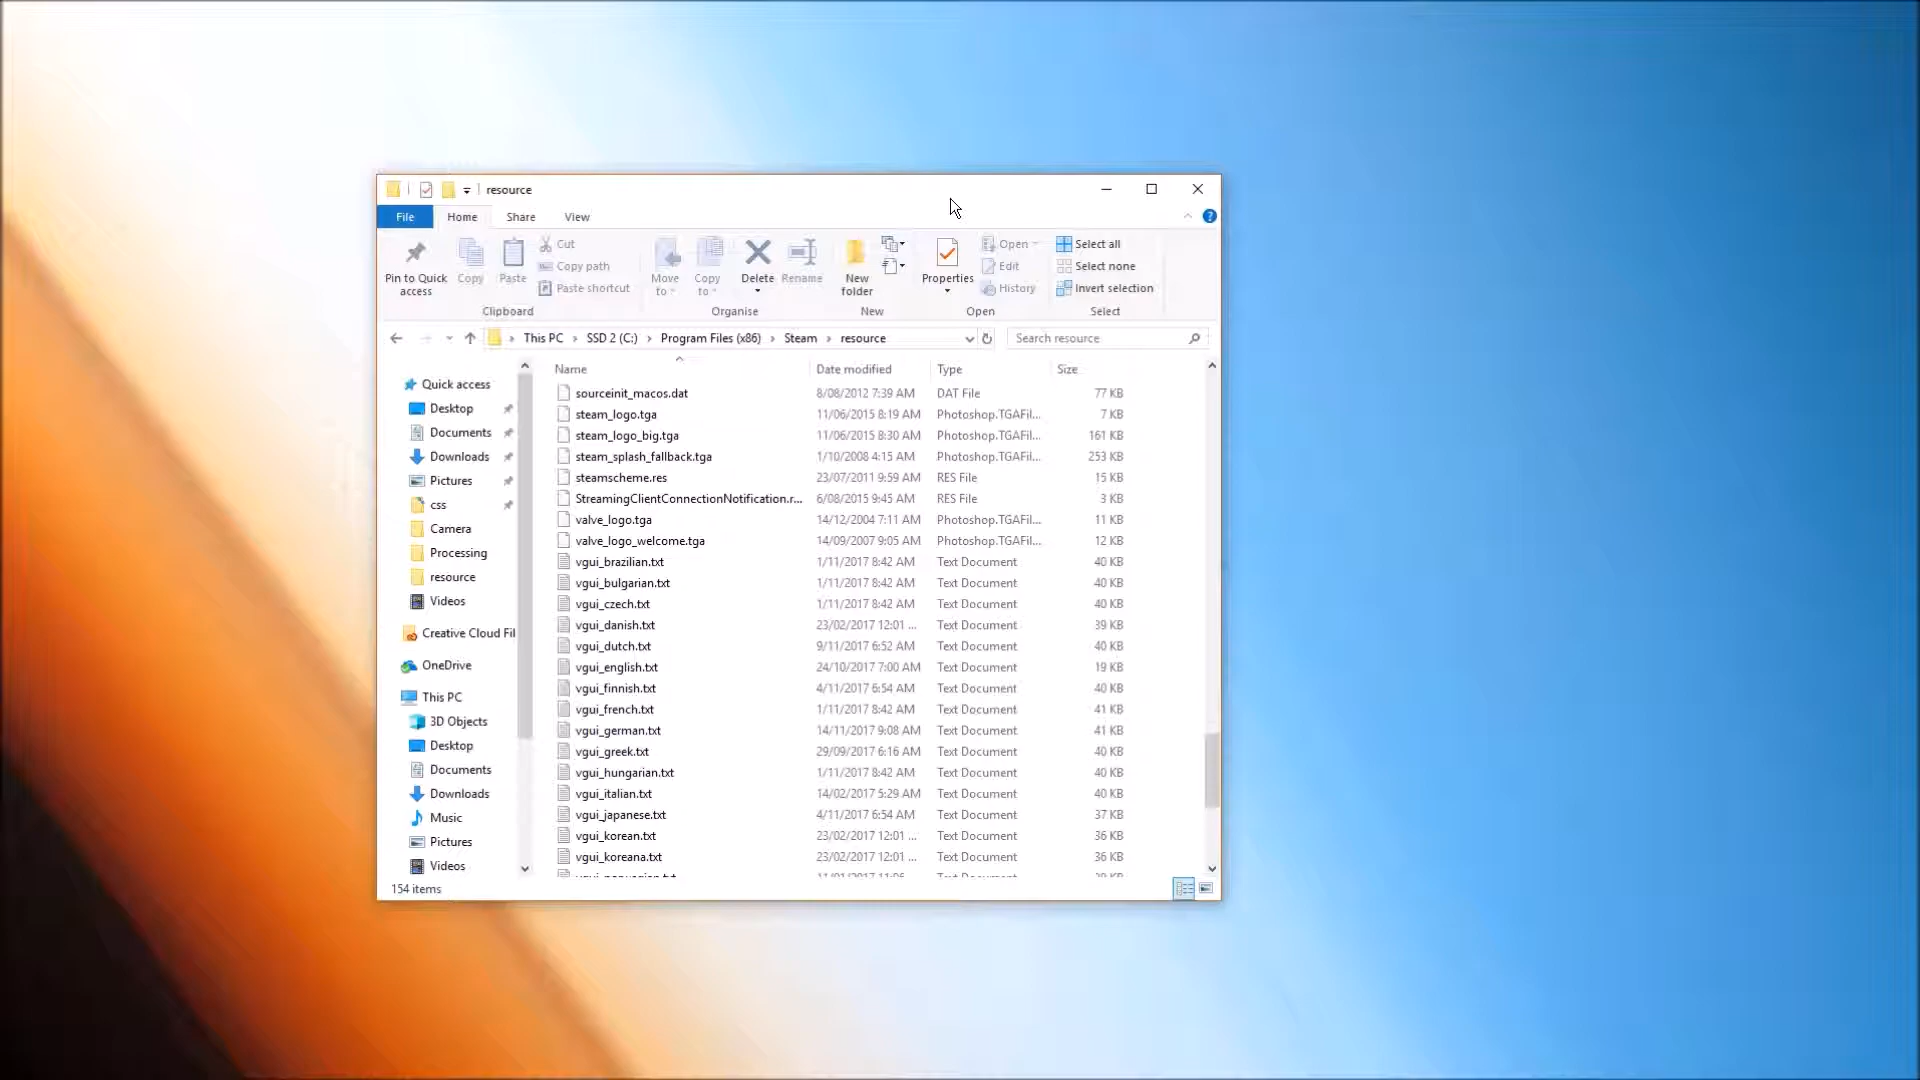 resource
File Home Share View
Pin to Quick access
Copy
Paste
Cut
Copy path
Paste shortcut
Clipboard
Move to
Copy to
Delete
Rename
Organise
New folder
New
Properties
Open
Edit
History
Open
Select all
Select none
Invert selection
Select
This PC > SSD 2 (C:) > Program Files (x86) > Steam > resource
Search resource
Quick access
Desktop
Documents
Downloads
Pictures
css
Camera
Processing
resource
Videos
Creative Cloud Fil
OneDrive
This PC
3D Objects
Desktop
Documents
Downloads
Music
Pictures
Videos
Name Date modified Type Size
sourceinit_macos.dat 8/08/2012 7:39 AM DAT File 77 KB
steam_logo.tga 11/06/2015 8:19 AM Photoshop.TGAFil... 7 KB
steam_logo_big.tga 11/06/2015 8:30 AM Photoshop.TGAFil... 161 KB
steam_splash_fallback.tga 1/10/2008 4:15 AM Photoshop.TGAFil... 253 KB
steamscheme.res 23/07/2011 9:59 AM RES File 15 KB
StreamingClientConnectionNotification.r... 6/08/2015 9:45 AM RES File 3 KB
valve_logo.tga 14/12/2004 7:11 AM Photoshop.TGAFil... 11 KB
valve_logo_welcome.tga 14/09/2007 9:05 AM Photoshop.TGAFil... 12 KB
vgui_brazilian.txt 1/11/2017 8:42 AM Text Document 40 KB
vgui_bulgarian.txt 1/11/2017 8:42 AM Text Document 40 KB
vgui_czech.txt 1/11/2017 8:42 AM Text Document 40 KB
vgui_danish.txt 23/02/2017 12:01 ... Text Document 39 KB
vgui_dutch.txt 9/11/2017 6:52 AM Text Document 40 KB
vgui_english.txt 24/10/2017 7:00 AM Text Document 19 KB
vgui_finnish.txt 4/11/2017 6:54 AM Text Document 40 KB
vgui_french.txt 1/11/2017 8:42 AM Text Document 41 KB
vgui_german.txt 14/11/2017 9:08 AM Text Document 41 KB
vgui_greek.txt 29/09/2017 6:16 AM Text Document 40 KB
vgui_hungarian.txt 1/11/2017 8:42 AM Text Document 40 KB
vgui_italian.txt 14/02/2017 5:29 AM Text Document 40 KB
vgui_japanese.txt 4/11/2017 6:54 AM Text Document 37 KB
vgui_korean.txt 23/02/2017 12:01 ... Text Document 36 KB
vgui_koreana.txt 23/02/2017 12:01 ... Text Document 36 KB
154 items